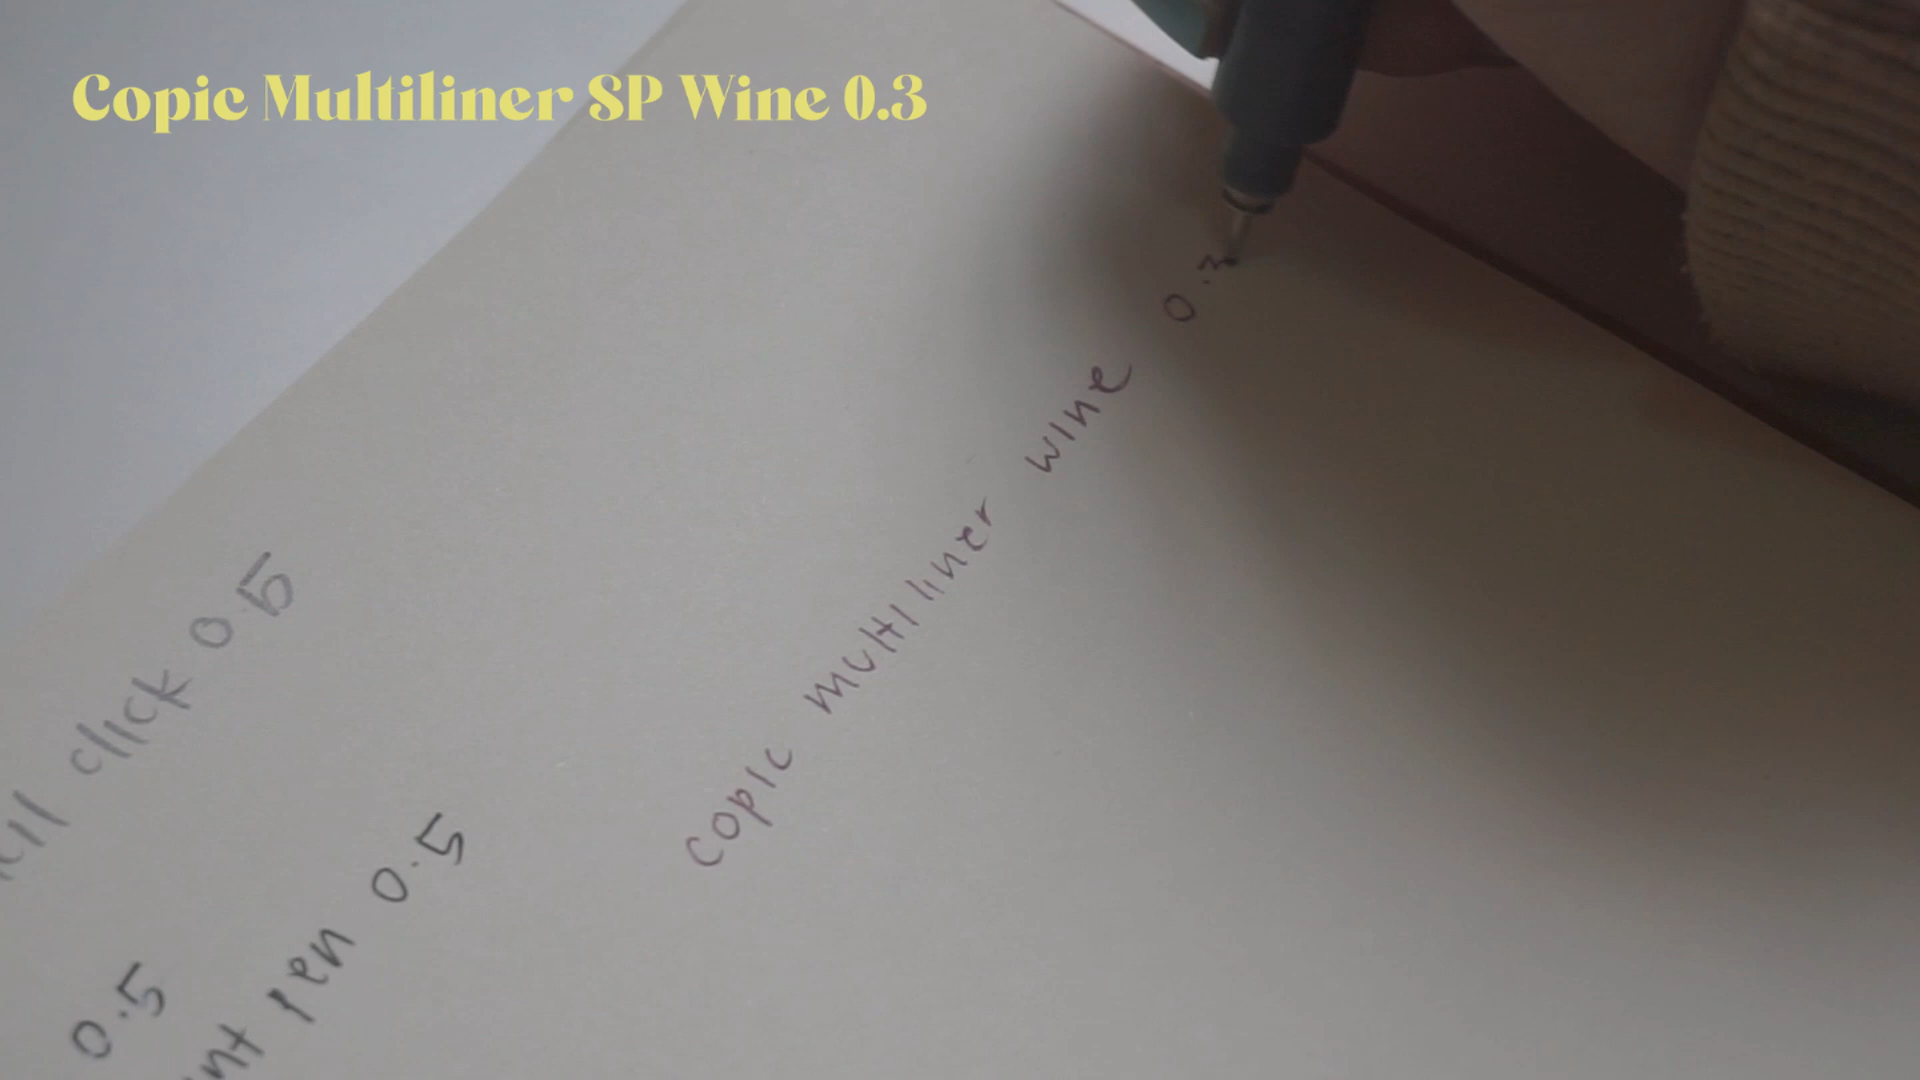 Copic Multiliner SP Wine 0.3
copic multiliner wine 0.3
click 0.5
pen 0.5
0.5